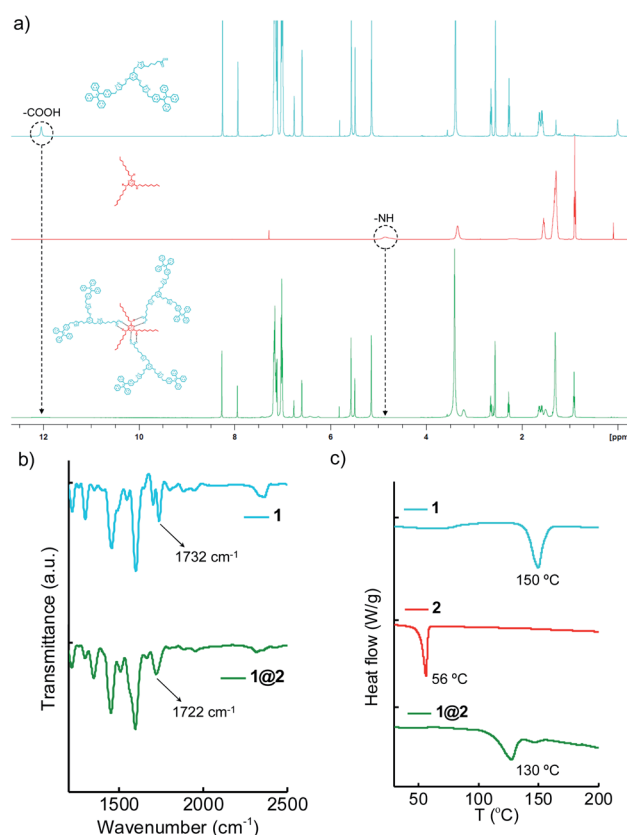 a)
-COOH
-NH
12 10 8 6 4 2 0 [ppm
b)
1
1732 cm-1
1@2
1722 cm-1
Transmittance (a.u.)
1500 2000 2500
Wavenumber (cm-1)
c)
1
150 ºC
2
56 ºC
1@2
130 ºC
Heat flow (W/g)
50 100 150 200
T (ºC)